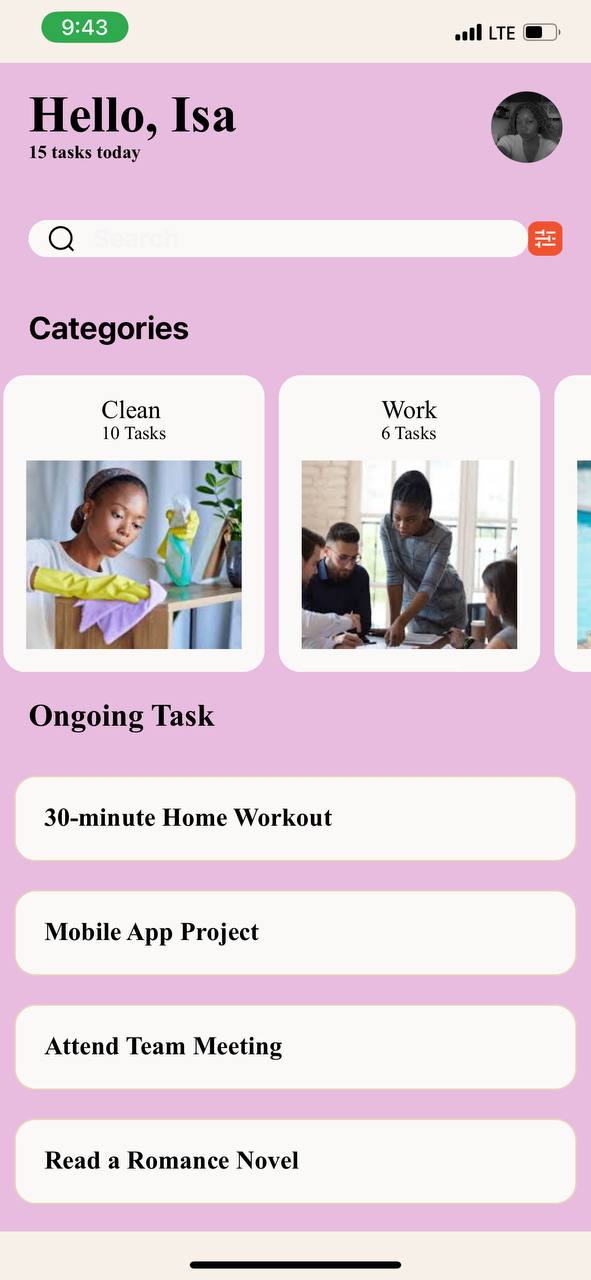 9:43
LTE
Hello, Isa
15 tasks today
Search
Categories
Clean
10 Tasks
Work
6 Tasks
Ongoing Task
30-minute Home Workout
Mobile App Project
Attend Team Meeting
Read a Romance Novel